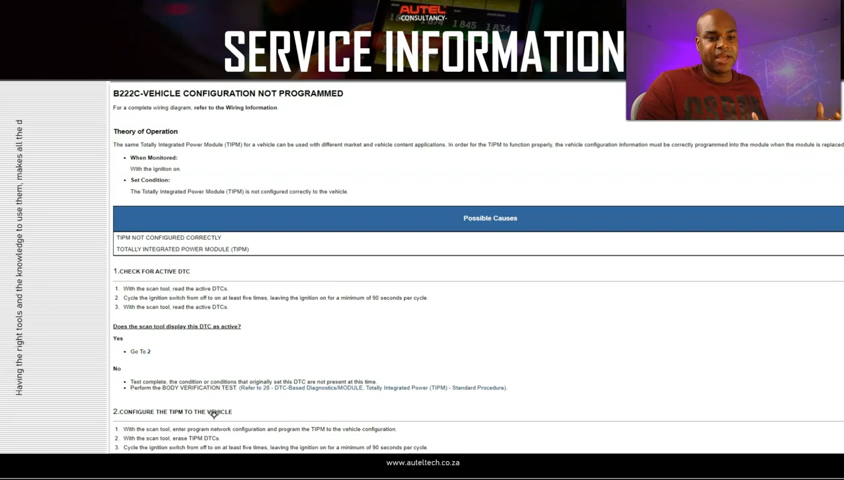 AUTEL
-CONSULTANCY-
SERVICE INFORMATION
B222C-VEHICLE CONFIGURATION NOT PROGRAMMED
For a complete wiring diagram, refer to the Wiring Information.
Theory of Operation
The same Totally Integrated Power Module (TIPM) for a vehicle can be used with different market and vehicle content applications. In order for the TIPM to function properly, the vehicle configuration information must be correctly programmed into the module when the module is replaced
• When Monitored:
With the ignition on.
• Set Condition:
The Totally Integrated Power Module (TIPM) is not configured correctly to the vehicle.
Possible Causes
TIPM NOT CONFIGURED CORRECTLY
TOTALLY INTEGRATED POWER MODULE (TIPM)
1.CHECK FOR ACTIVE DTC
1. With the scan tool, read the active DTCs.
2. Cycle the ignition switch from off to on at least five times, leaving the ignition on for a minimum of 90 seconds per cycle.
3. With the scan tool, read the active DTCs.
Does the scan tool display this DTC as active?
Yes
• Go To 2
No
• Test complete, the condition or conditions that originally set this DTC are not present at this time.
• Perform the BODY VERIFICATION TEST. (Refer to 28 - DTC-Based Diagnostics/MODULE, Totally Integrated Power (TIPM) - Standard Procedure).
2.CONFIGURE THE TIPM TO THE VEHICLE
1. With the scan tool, enter program network configuration and program the TIPM to the vehicle configuration.
2. With the scan tool, erase TIPM DTCs.
3. Cycle the ignition switch from off to on at least five times, leaving the ignition on for a minimum of 90 seconds per cycle
Having the right tools and the knowledge to use them, makes all the d
www.auteltech.co.za